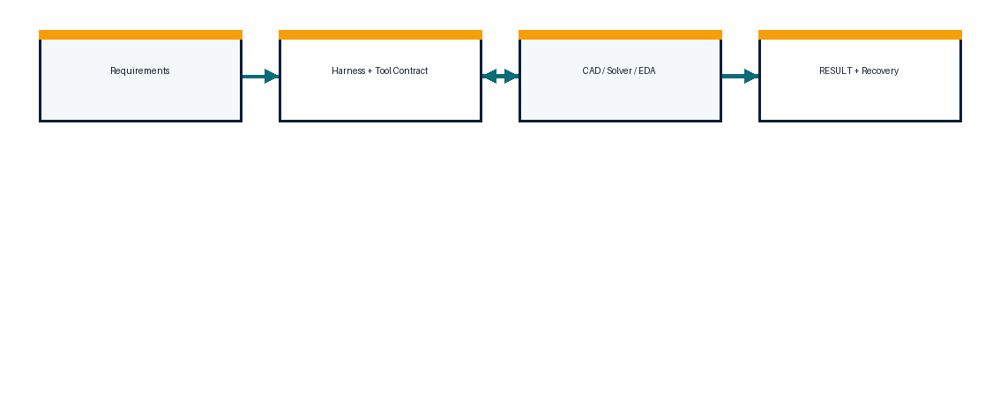 Requirements
Harness + Tool Contract
CAD / Solver / EDA
RESULT + Recovery